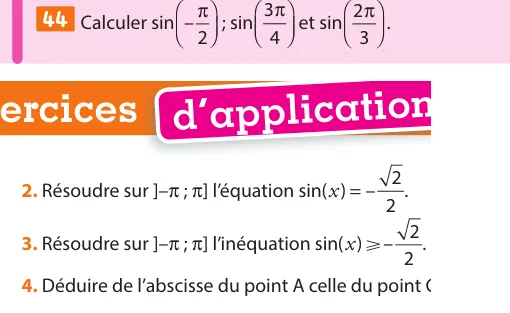 44 Calculer sin(−π/2) ; sin(3π/4) et sin(2π/3).
ercices d'application
2. Résoudre sur ]–π ; π] l'équation sin(x) = −√2/2.
3. Résoudre sur ]–π ; π] l'inéquation sin(x) ⩾ −√2/2.
4. Déduire de l'abscisse du point A celle du point